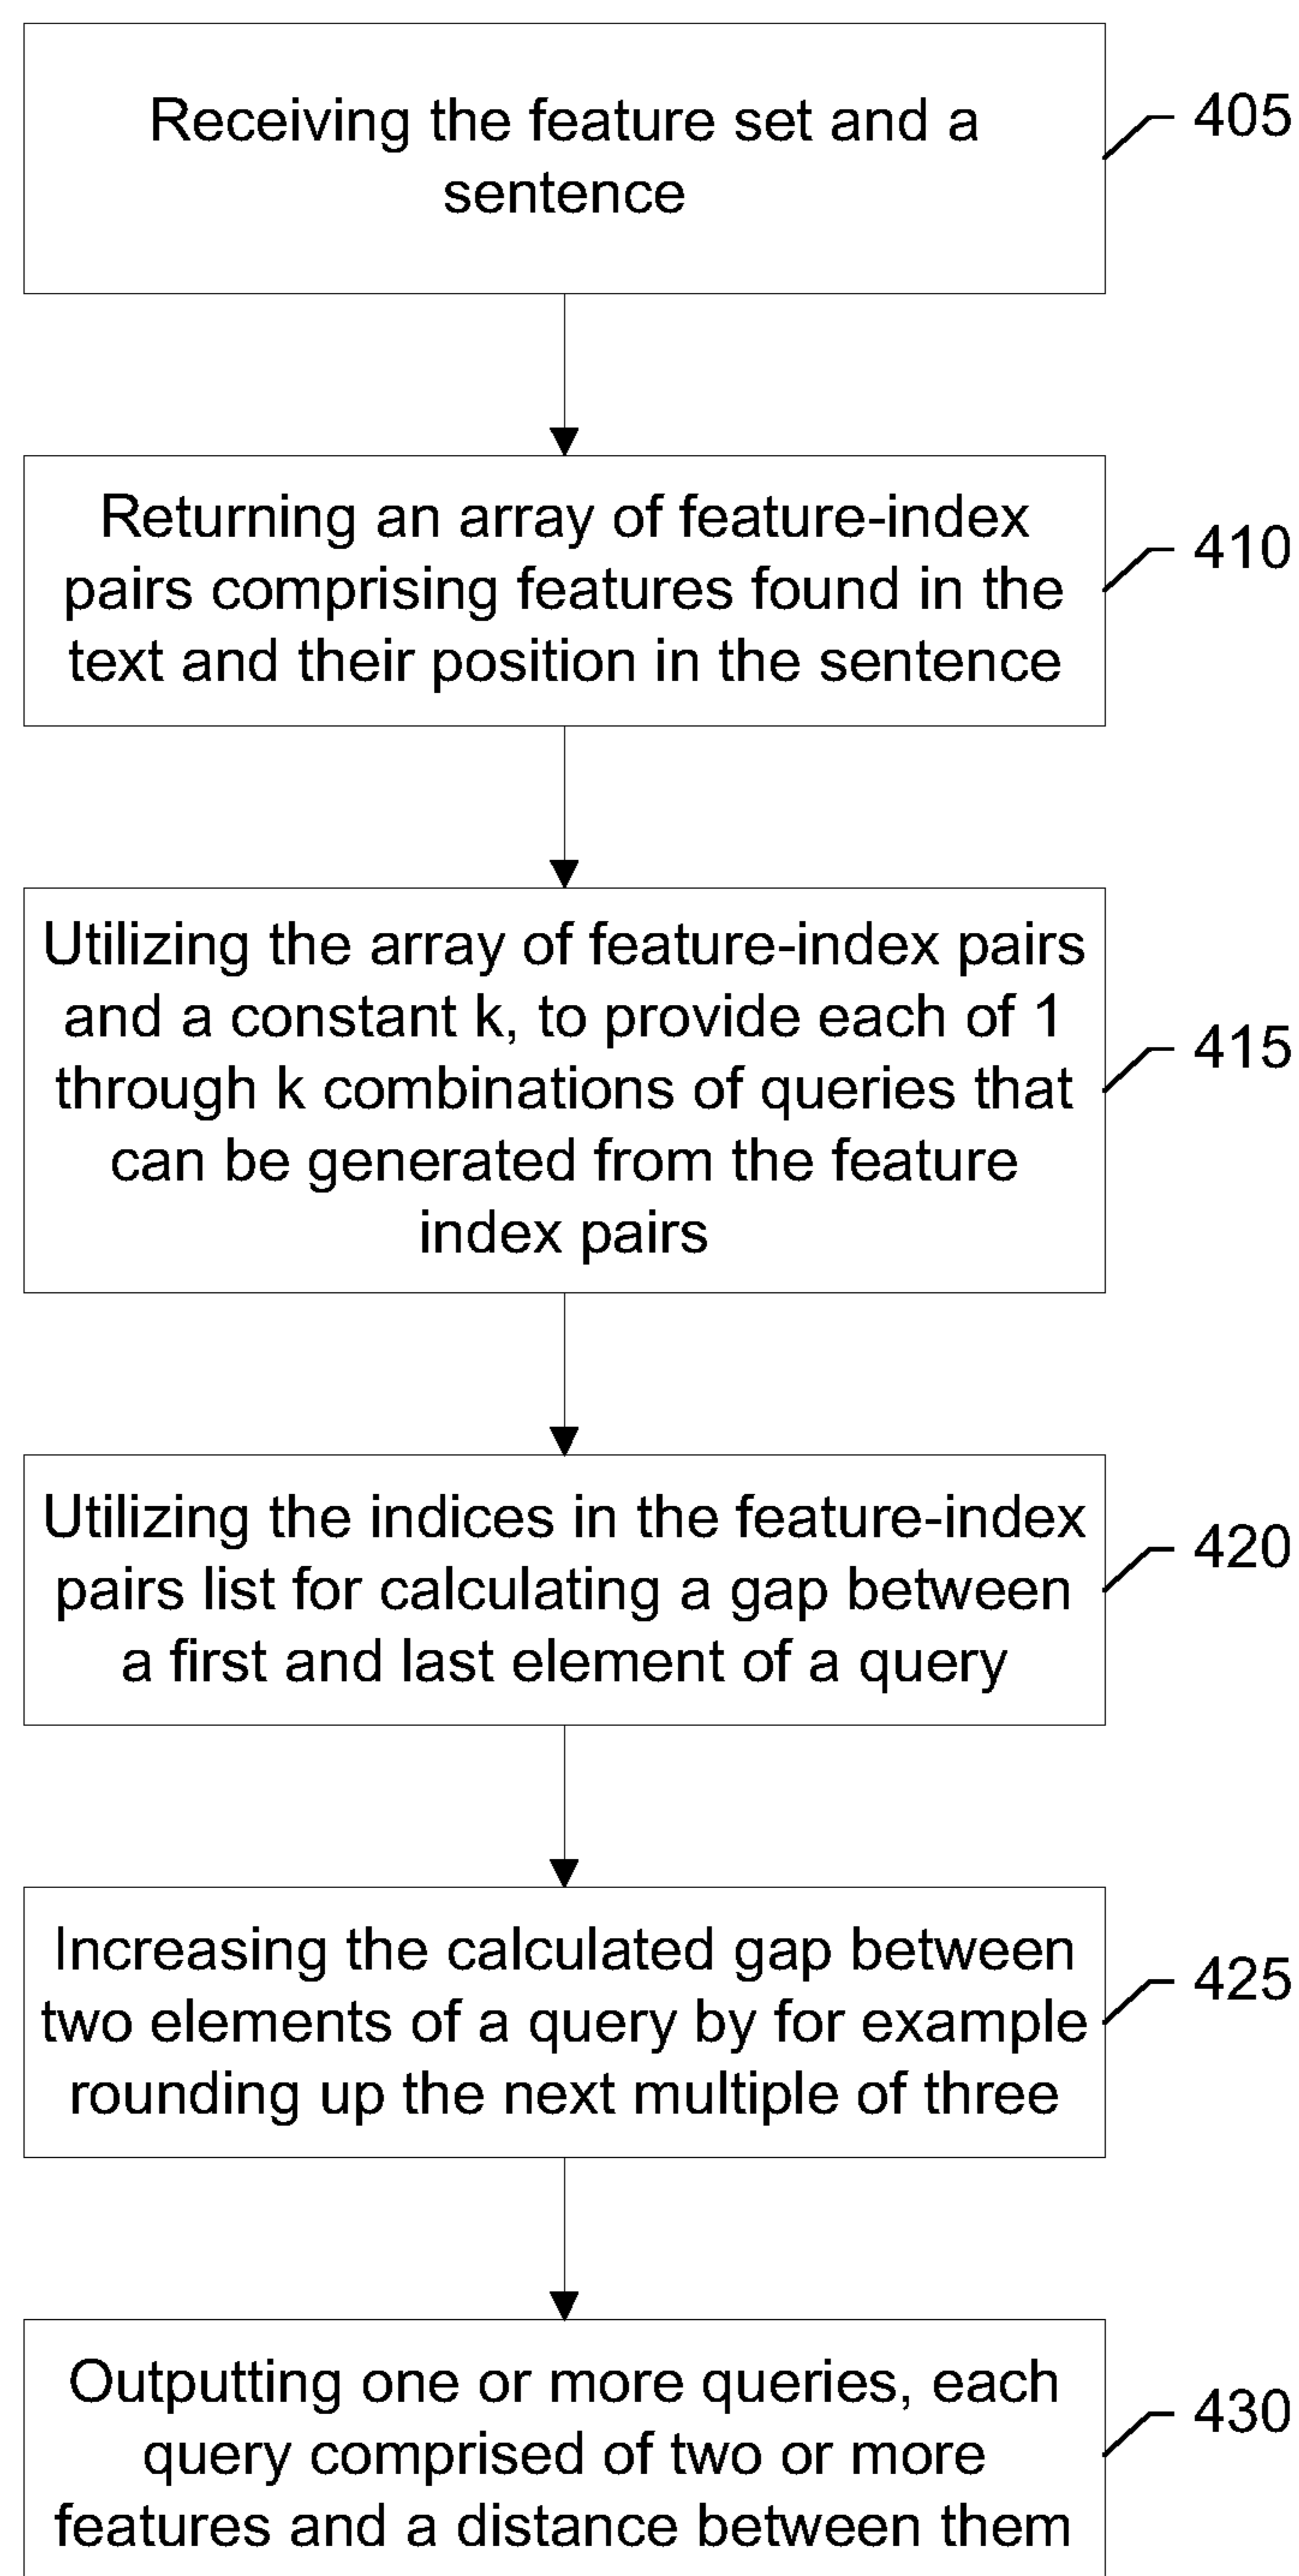 Receiving the feature set and a
sentence
405
Returning an array of feature-index
pairs comprising features found in the
text and their position in the sentence
410
Utilizing the array of feature-index pairs
and a constant k, to provide each of 1
through k combinations of queries that
can be generated from the feature
index pairs
415
Utilizing the indices in the feature-index
pairs list for calculating a gap between
a first and last element of a query
420
Increasing the calculated gap between
two elements of a query by for example
rounding up the next multiple of three
425
Outputting one or more queries, each
query comprised of two or more
features and a distance between them
430